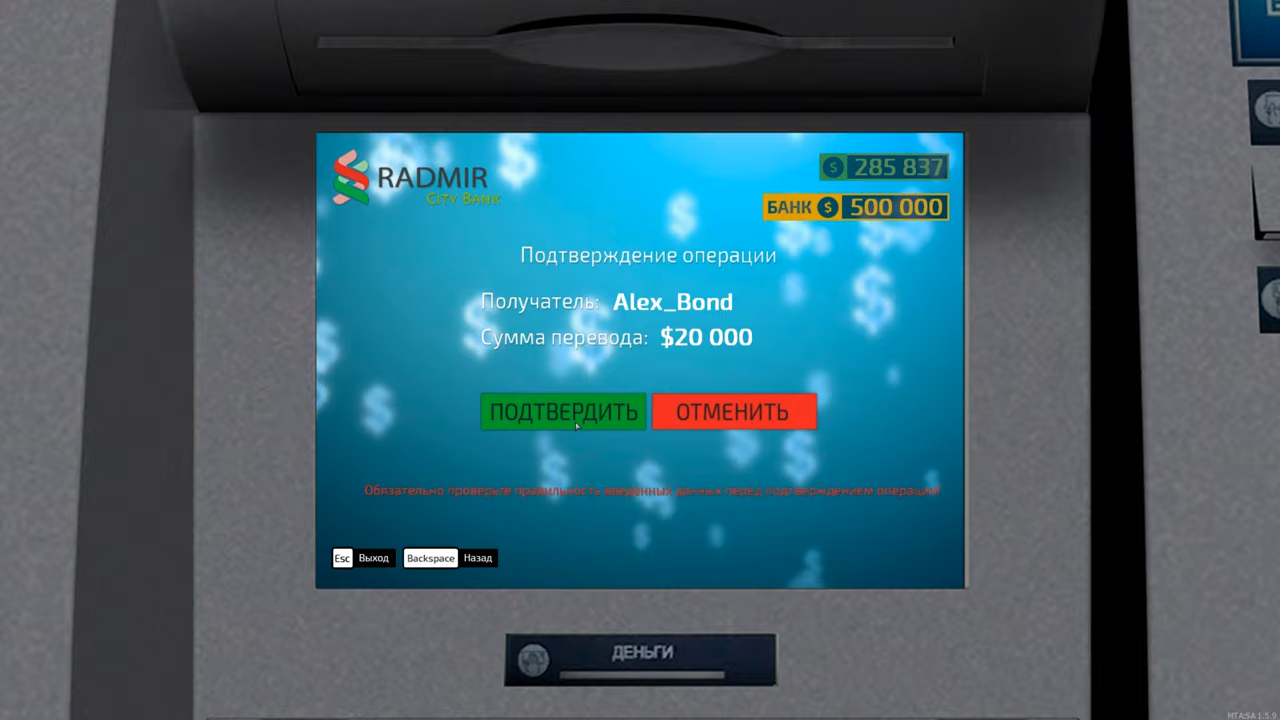 RADMIR
CITY BANK
$ 285 837
БАНК $ 500 000
Подтверждение операции
Получатель: Alex_Bond
Сумма перевода: $20 000
ПОДТВЕРДИТЬ ОТМЕНИТЬ
Обязательно проверьте правильность введенных данных перед подтверждением операции!
Esc Выход Backspace Назад
ДЕНЬГИ
MTA:SA 1.5.9